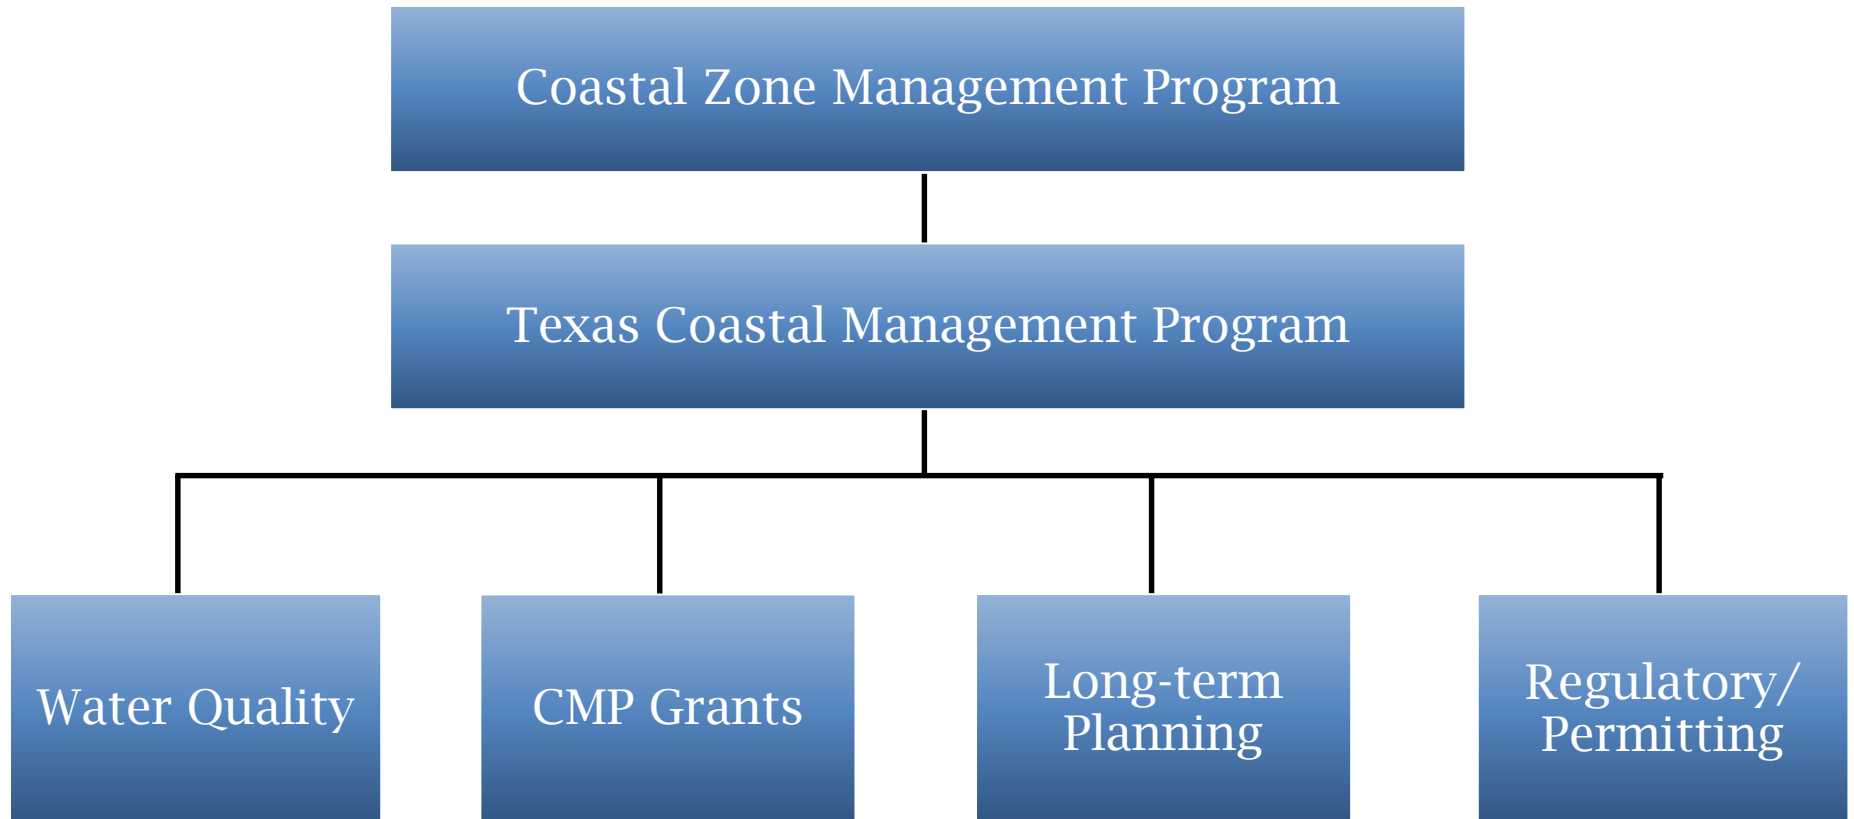 Coastal Zone Management Program
Texas Coastal Management Program
Water Quality
CMP Grants
Long-term
Planning
Regulatory/
Permitting